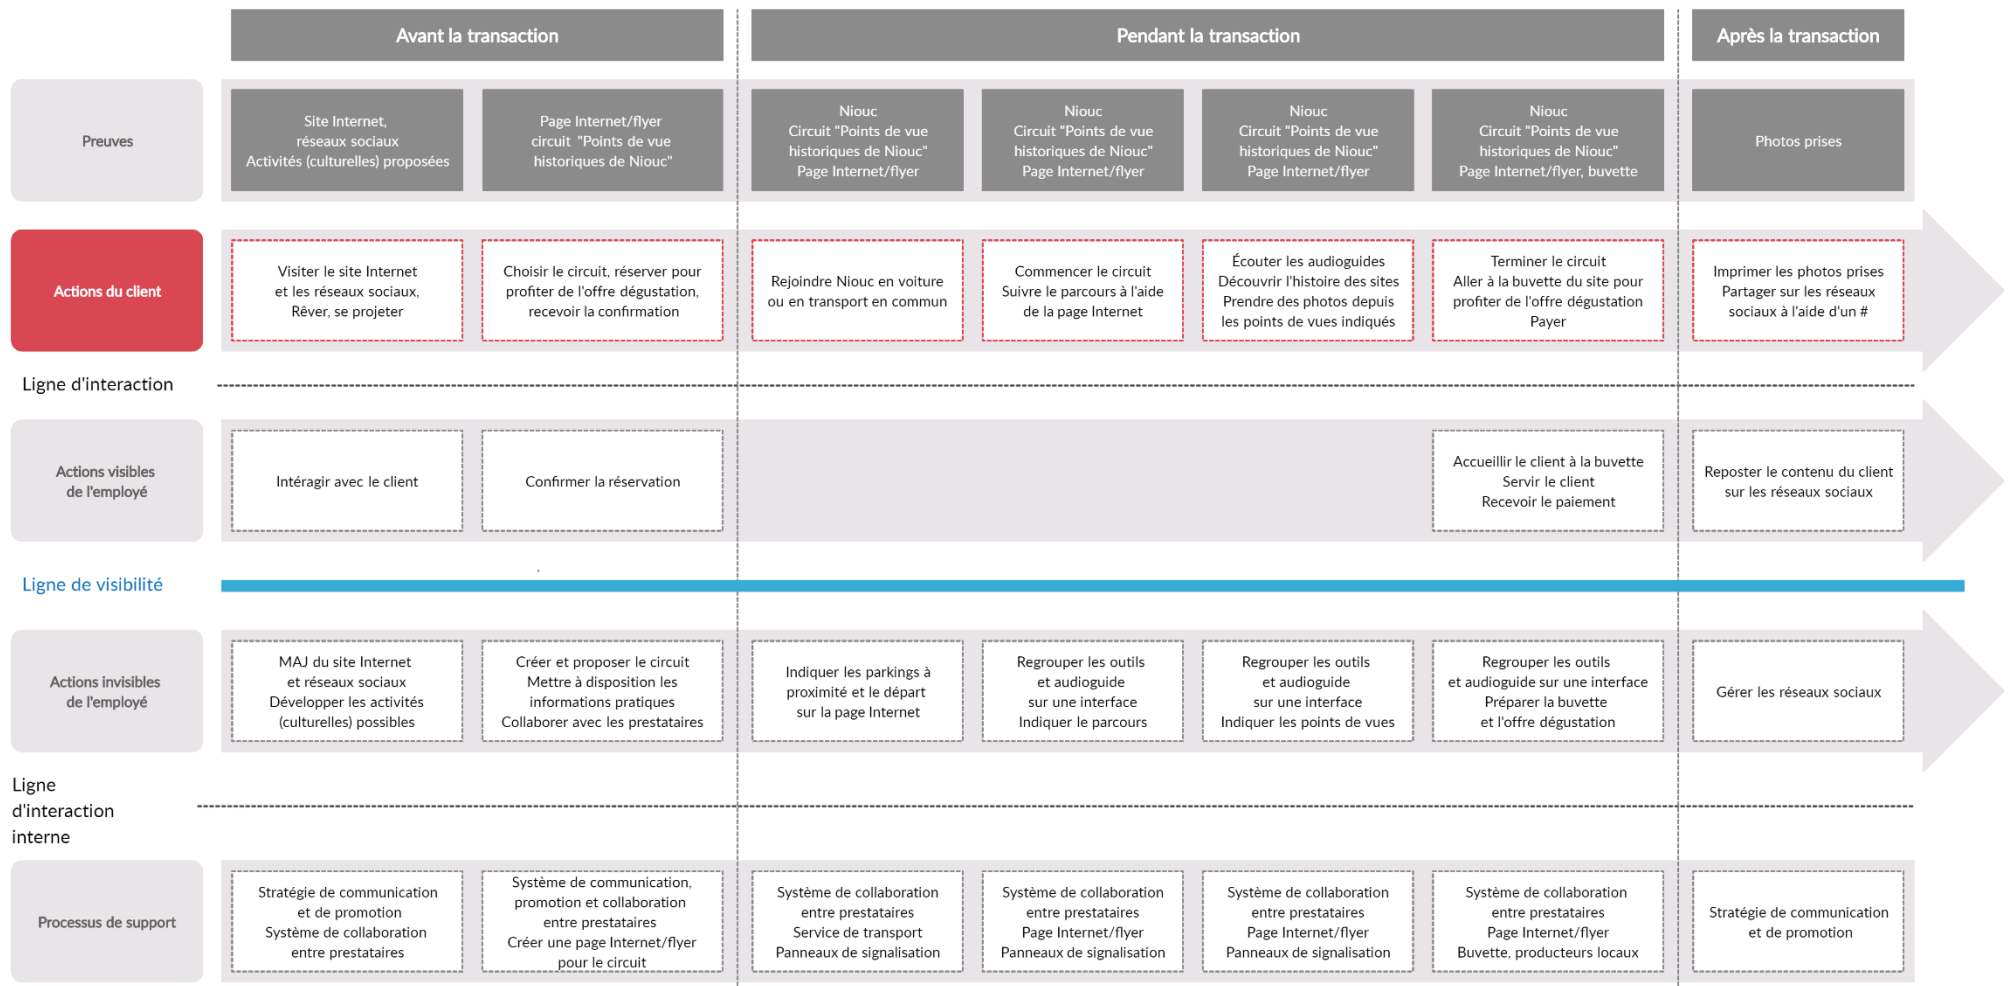 Avant la transaction
Pendant la transaction
Après la transaction
Preuves
Site Internet,
réseaux sociaux
Activités (culturelles) proposées
Page Internet/flyer
circuit "Points de vue
historiques de Niouc"
Niouc
Circuit "Points de vue
historiques de Niouc"
Page Internet/flyer
Niouc
Circuit "Points de vue
historiques de Niouc"
Page Internet/flyer
Niouc
Circuit "Points de vue
historiques de Niouc"
Page Internet/flyer
Niouc
Circuit "Points de vue
historiques de Niouc"
Page Internet/flyer, buvette
Photos prises
Actions du client
Visiter le site Internet
et les réseaux sociaux,
Rêver, se projeter
Choisir le circuit, réserver pour
profiter de l'offre dégustation,
recevoir la confirmation
Rejoindre Niouc en voiture
ou en transport en commun
Commencer le circuit
Suivre le parcours à l'aide
de la page Internet
Écouter les audioguides
Découvrir l'histoire des sites
Prendre des photos depuis
les points de vues indiqués
Terminer le circuit
Aller à la buvette du site pour
profiter de l'offre dégustation
Payer
Imprimer les photos prises
Partager sur les réseaux
sociaux à l'aide d'un #
Ligne d'interaction
Actions visibles
de l'employé
Intéragir avec le client
Confirmer la réservation
Accueillir le client à la buvette
Servir le client
Recevoir le paiement
Reposter le contenu du client
sur les réseaux sociaux
Ligne de visibilité
Actions invisibles
de l'employé
MAJ du site Internet
et réseaux sociaux
Développer les activités
(culturelles) possibles
Créer et proposer le circuit
Mettre à disposition les
informations pratiques
Collaborer avec les prestataires
Indiquer les parkings à
proximité et le départ
sur la page Internet
Regrouper les outils
et audioguide
sur une interface
Indiquer le parcours
Regrouper les outils
et audioguide
sur une interface
Indiquer les points de vues
Regrouper les outils
et audioguide sur une interface
Préparer la buvette
et l'offre dégustation
Gérer les réseaux sociaux
Ligne
d'interaction
interne
Processus de support
Stratégie de communication
et de promotion
Système de collaboration
entre prestataires
Système de communication,
promotion et collaboration
entre prestataires
Créer une page Internet/flyer
pour le circuit
Système de collaboration
entre prestataires
Service de transport
Panneaux de signalisation
Système de collaboration
entre prestataires
Page Internet/flyer
Panneaux de signalisation
Système de collaboration
entre prestataires
Page Internet/flyer
Panneaux de signalisation
Système de collaboration
entre prestataires
Page Internet/flyer
Buvette, producteurs locaux
Stratégie de communication
et de promotion